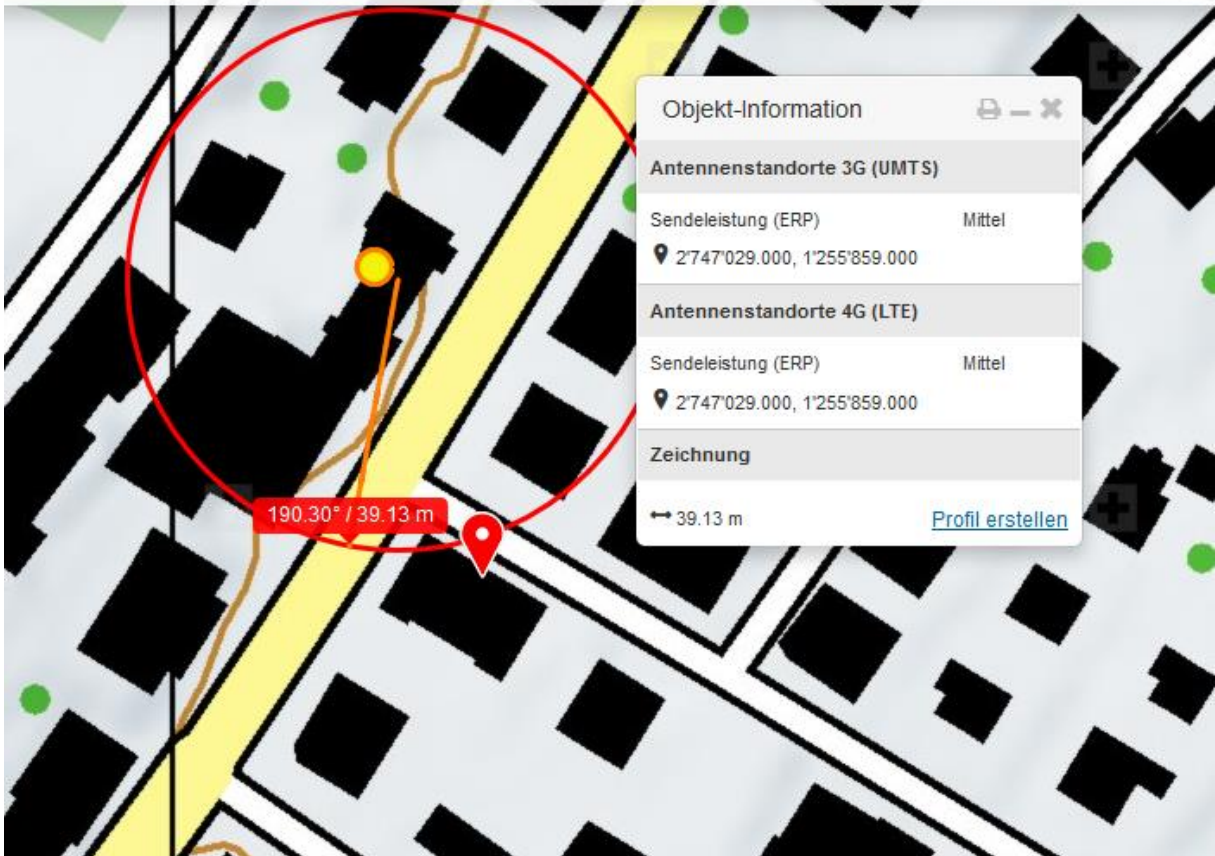 Objekt-Information
Antennenstandorte 3G (UMTS)
Sendeleistung (ERP) Mittel
2'747'029.000, 1'255'859.000
Antennenstandorte 4G (LTE)
Sendeleistung (ERP) Mittel
2'747'029.000, 1'255'859.000
Zeichnung
39.13 m Profil erstellen
190.30° / 39.13 m